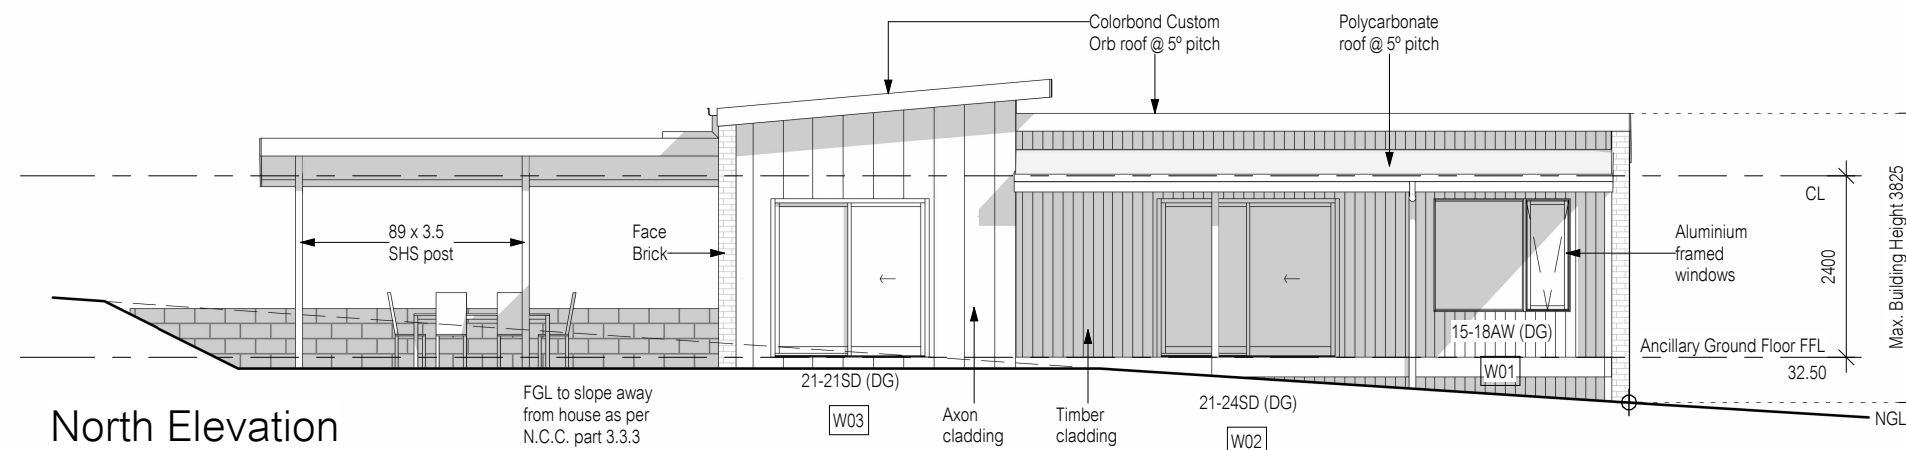 Colorbond Custom
Orb roof @ 5º pitch
Polycarbonate
roof @ 5º pitch
89 x 3.5
SHS post
Face
Brick
CL
2400
Max. Building Height 3825
Aluminium
framed
windows
15-18AW (DG)
W01
Ancillary Ground Floor FFL
32.50
NGL
21-21SD (DG)
W03
FGL to slope away
from house as per
N.C.C. part 3.3.3
Axon
cladding
Timber
cladding
21-24SD (DG)
W02
North Elevation